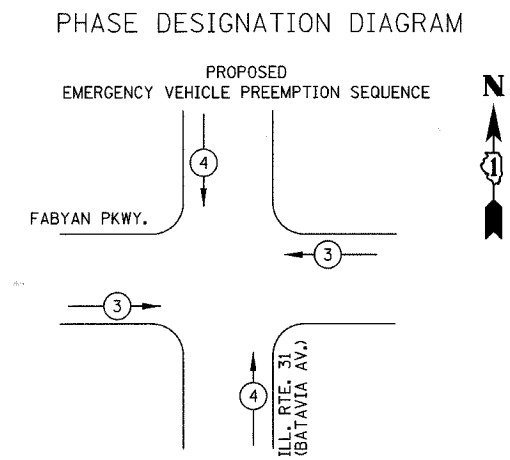 PHASE DESIGNATION DIAGRAM
PROPOSED
EMERGENCY VEHICLE PREEMPTION SEQUENCE
N
1
4
FABYAN PKWY.
3
3
4
ILL. RTE. 31
(BATAVIA AV.)